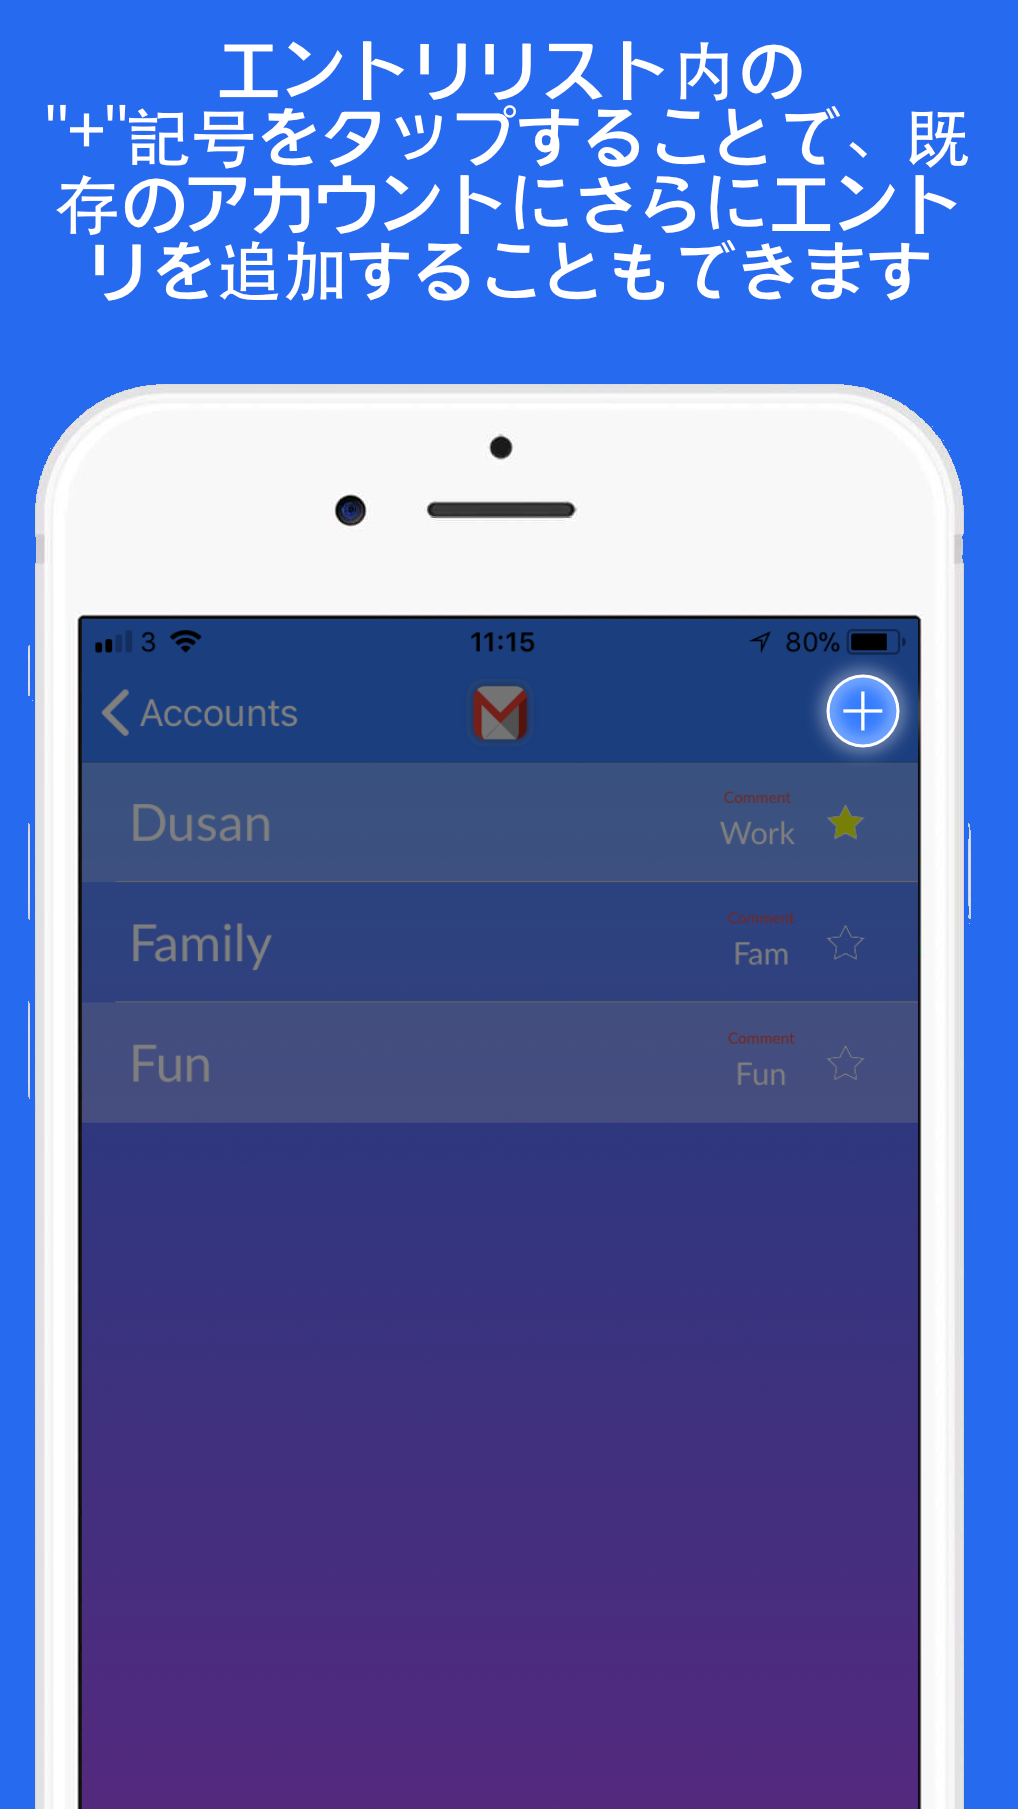 エントリリスト内の
"+"記号をタップすることで、既
存のアカウントにさらにエント
リを追加することもできます
3 11:15 80%
Accounts
Dusan Comment Work
Family Comment Fam
Fun Comment Fun